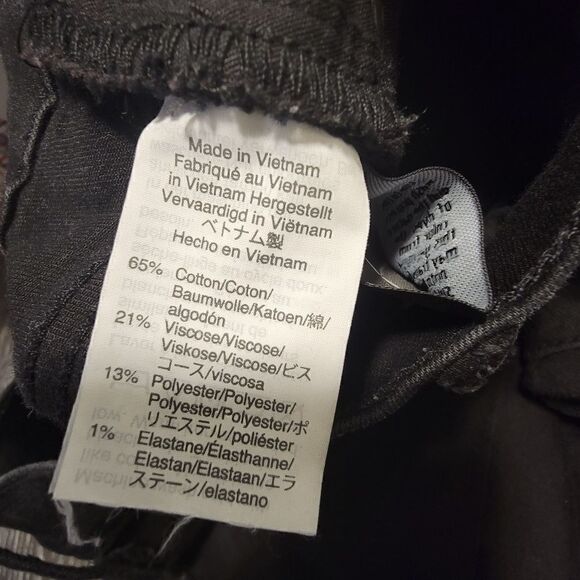 Made in Vietnam
Fabriqué au Vietnam
in Vietnam Hergestellt
Vervaardigd in Viëtnam
ベトナム製
Hecho en Vietnam
65% Cotton/Coton/
Baumwolle/Katoen/綿/
algodón
21% Viscose/Viscose/
Viskose/Viscose/ビス
コース/viscosa
13% Polyester/Polyester/
Polyester/Polyester/ポ
リエステル/poliéster
1% Elastane/Élasthanne/
Elastan/Elastaan/エラ
ステーン/elastano